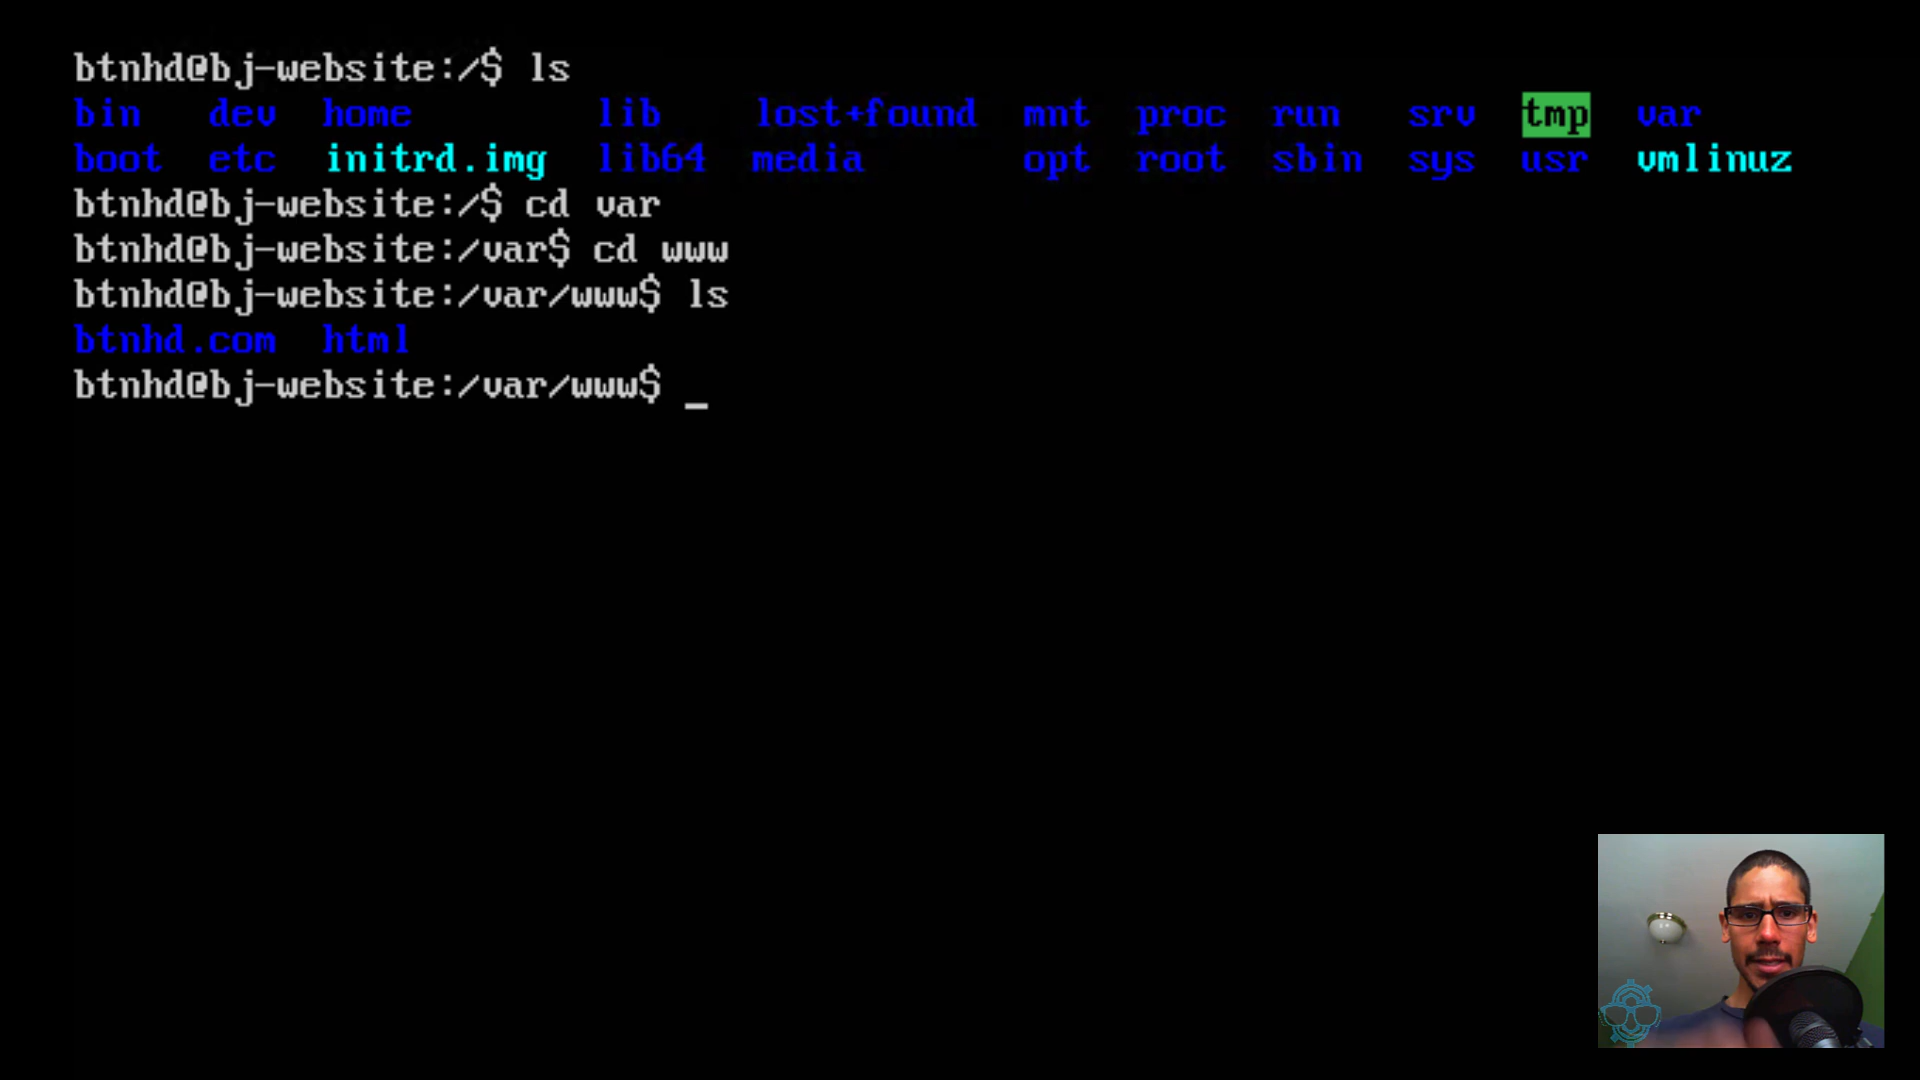 btnhd@bj-website:/$ ls
bin dev home lib lost+found mnt proc run srv tmp var
boot etc initrd.img lib64 media opt root sbin sys usr vmlinuz
btnhd@bj-website:/$ cd var
btnhd@bj-website:/var$ cd www
btnhd@bj-website:/var/www$ ls
btnhd.com html
btnhd@bj-website:/var/www$ _